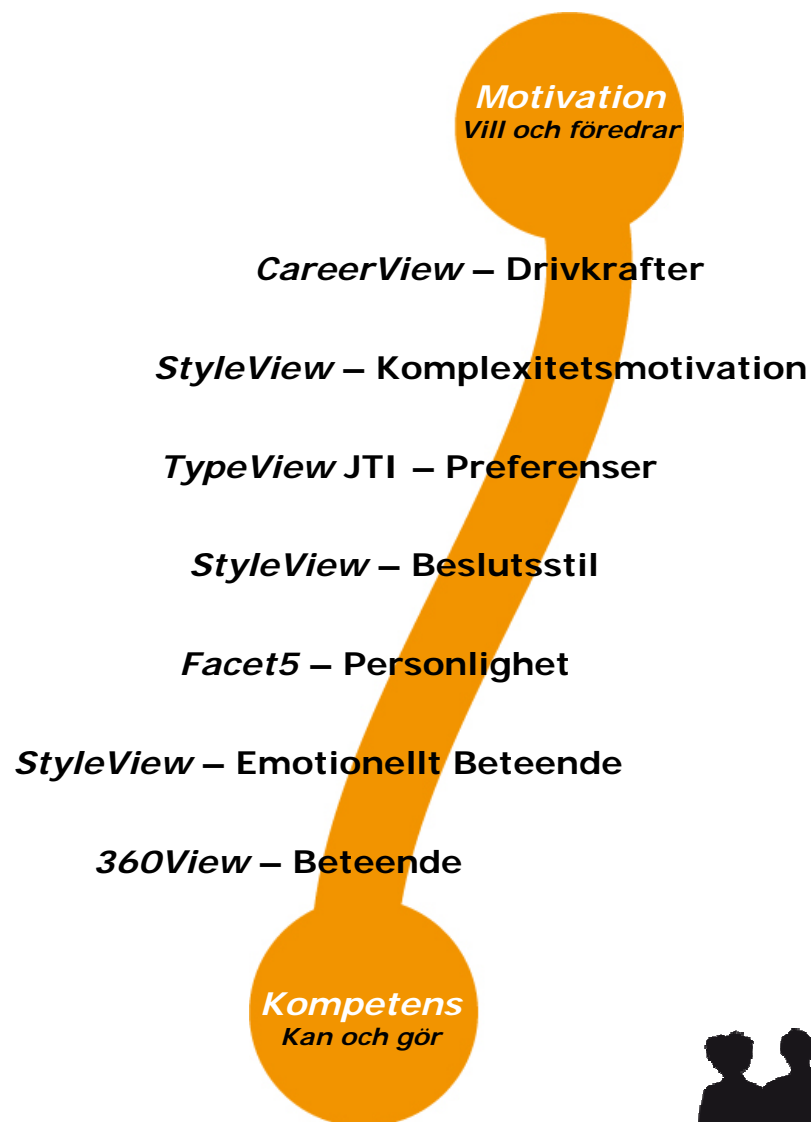 Motivation
Vill och föredrar
CareerView – Drivkrafter
StyleView – Komplexitetsmotivation
TypeView JTI – Preferenser
StyleView – Beslutsstil
Facet5 – Personlighet
StyleView – Emotionellt Beteende
360View – Beteende
Kompetens
Kan och gör